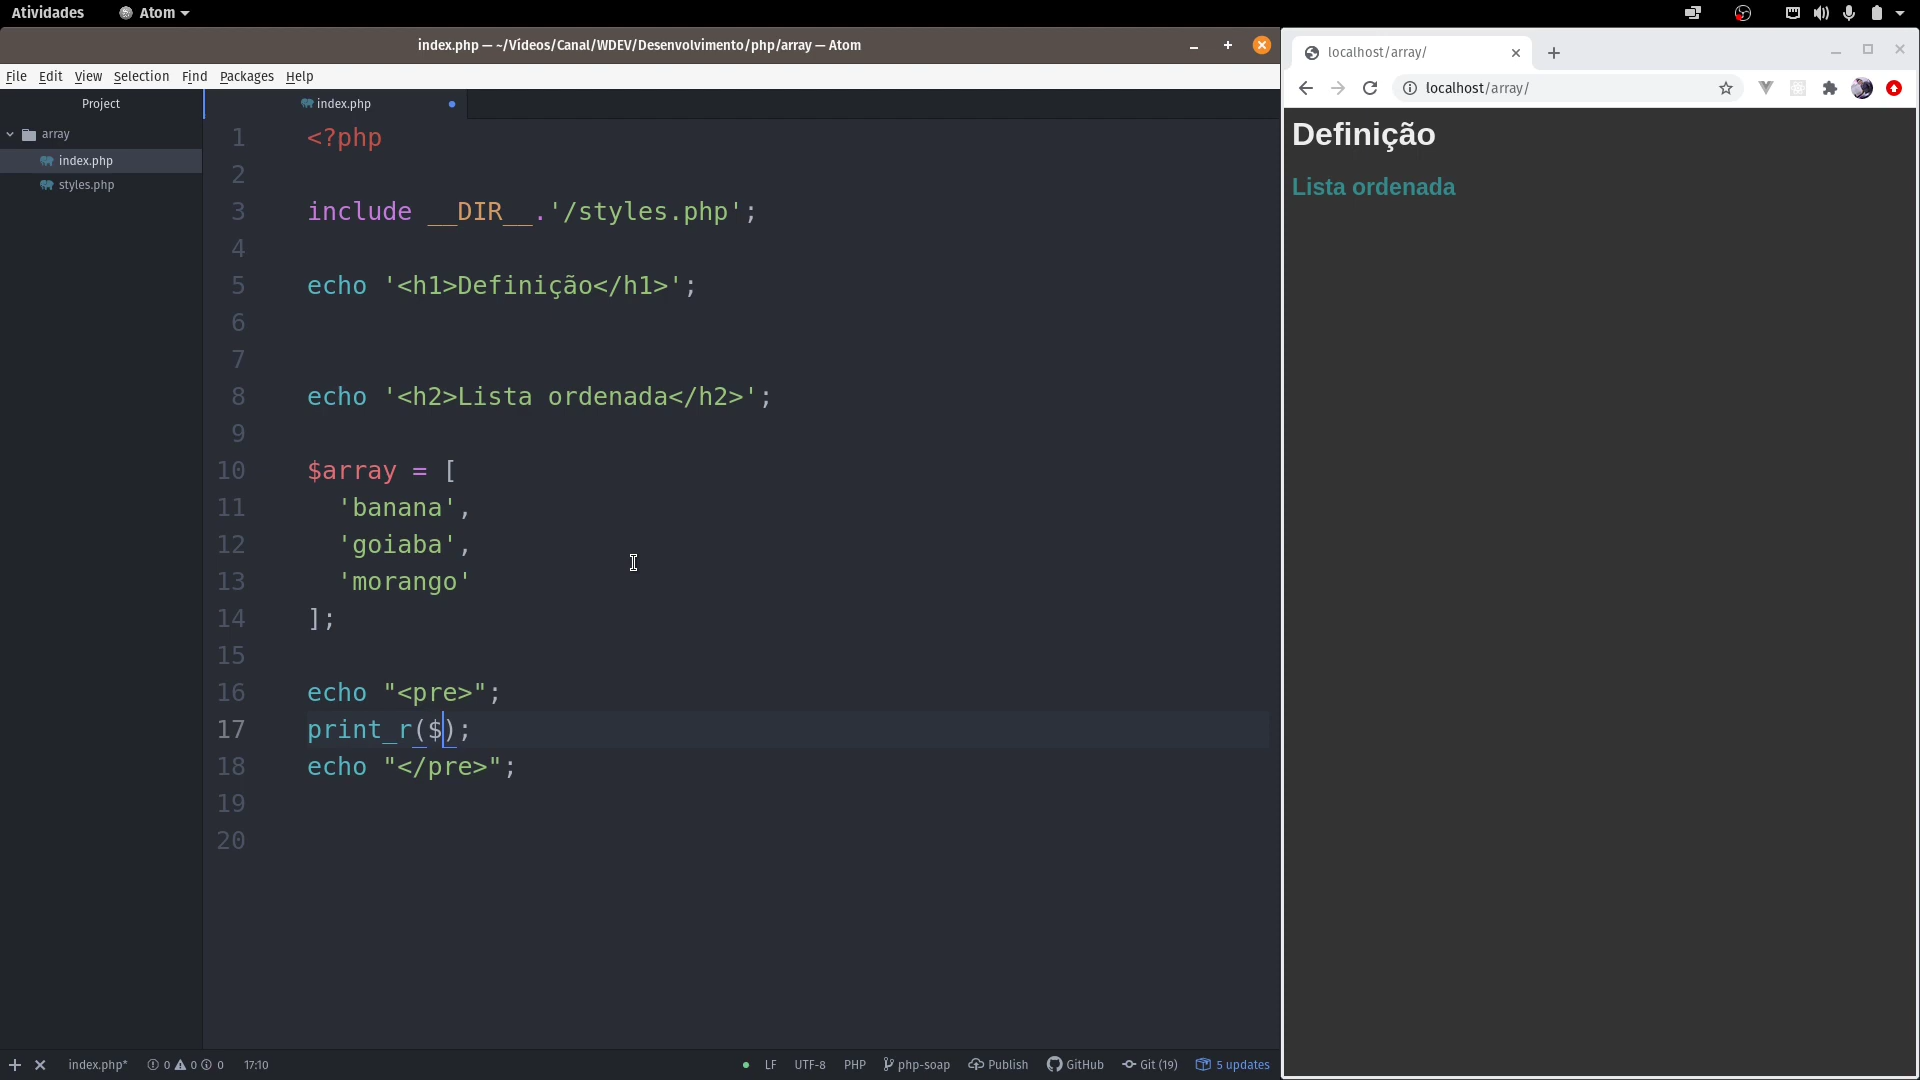 Atividades Atom
index.php — ~/Vídeos/Canal/WDEV/Desenvolvimento/php/array — Atom
File Edit View Selection Find Packages Help
Project
array
index.php
styles.php
index.php
1 <?php
2
3 include __DIR__.'/styles.php';
4
5 echo '<h1>Definição</h1>';
6
7
8 echo '<h2>Lista ordenada</h2>';
9
10 $array = [
11 'banana',
12 'goiaba',
13 'morango'
14 ];
15
16 echo "<pre>";
17 print_r($);
18 echo "</pre>";
19
20
index.php* 0 0 0 17:10 LF UTF-8 PHP php-soap Publish GitHub Git (19) 5 updates
localhost/array/
localhost/array/
Definição
Lista ordenada